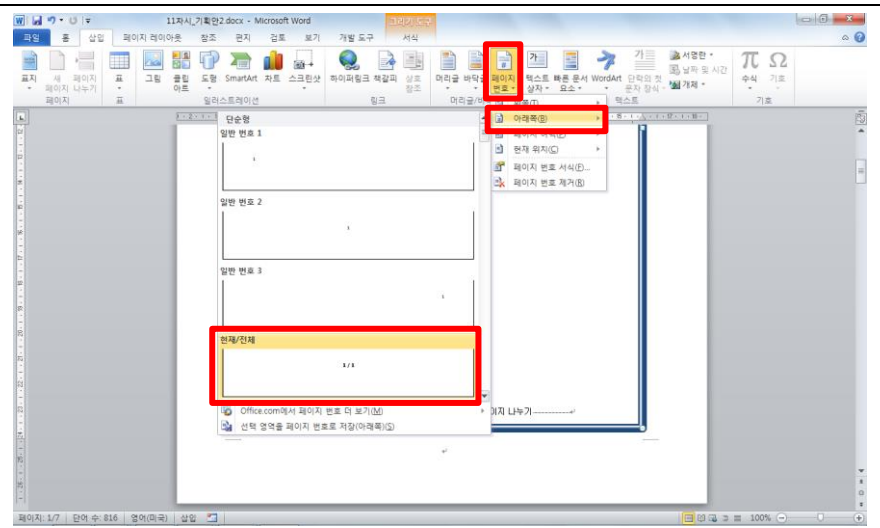 11차시_기획안2.docx - Microsoft Word
그리기 도구
파일 홈 삽입 페이지 레이아웃 참조 편지 검토 보기 개발 도구 서식
표지 새 페이지 페이지 나누기 표 그림 클립 아트 도형 SmartArt 차트 스크린샷 하이퍼링크 책갈피 상호 참조 머리글 바닥글 페이지 번호 텍스트 상자 빠른 문서 요소 WordArt 단락의 첫 문자 장식 서명란 날짜 및 시간 개체 수식 기호
페이지 표 일러스트레이션 링크 머리글/바 텍스트 기호
아래쪽(B)
현재 위치(C)
페이지 번호 서식(F)...
페이지 번호 제거(R)
단순형
일반 번호 1
1
일반 번호 2
1
일반 번호 3
1
현재/전체
1 / 1
Office.com에서 페이지 번호 더 보기(M)
선택 영역을 페이지 번호로 저장(아래쪽)(S)
이지 나누기
페이지: 1/7 단어 수: 816 영어(미국) 삽입 100%